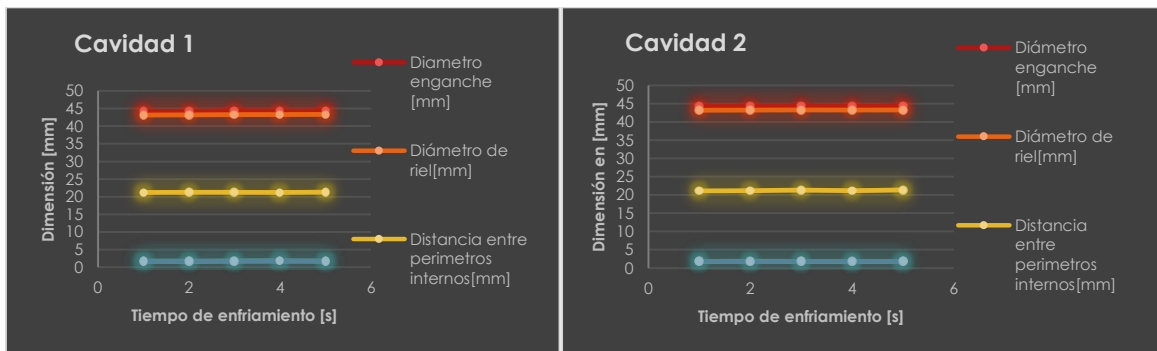 Cavidad 1
Diametro
enganche
[mm]
Diámetro de
riel[mm]
Distancia entre
perimetros
internos[mm]
50
45
40
35
30
25
20
15
10
5
0
Dimensión [mm]
0
2
4
6
Tiempo de enfriamiento [s]
Cavidad 2
Diámetro
enganche
[mm]
Diámetro de
riel[mm]
Distancia
entre
perimetros
internos[mm]
50
45
40
35
30
25
20
15
10
5
0
Dimensión en [mm]
0
2
4
6
Tiempo de enfriamiento [s]